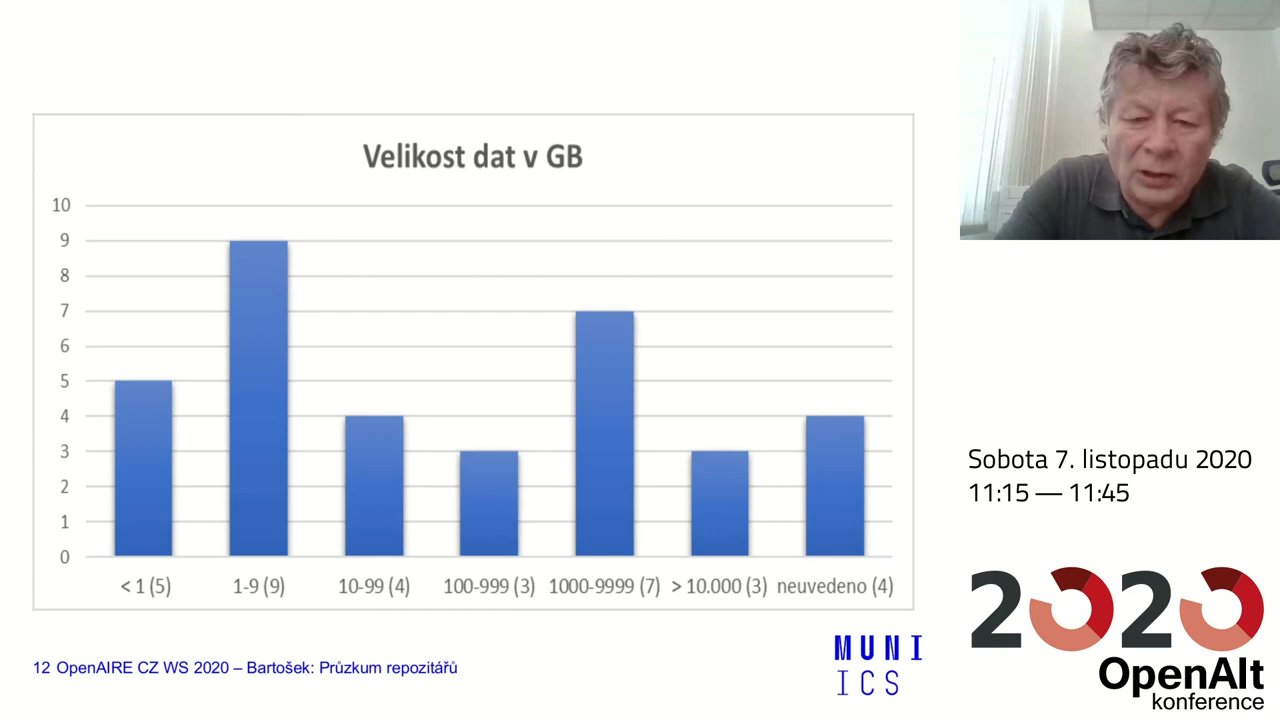 Velikost dat v GB
10
9
8
7
6
5
4
3
2
1
0
< 1 (5) 1-9 (9) 10-99 (4) 100-999 (3) 1000-9999 (7) > 10.000 (3) neuvedeno (4)
12 OpenAIRE CZ WS 2020 – Bartošek: Průzkum repozitářů
MUNI
ICS
Sobota 7. listopadu 2020
11:15 — 11:45
2020
OpenAlt
konference